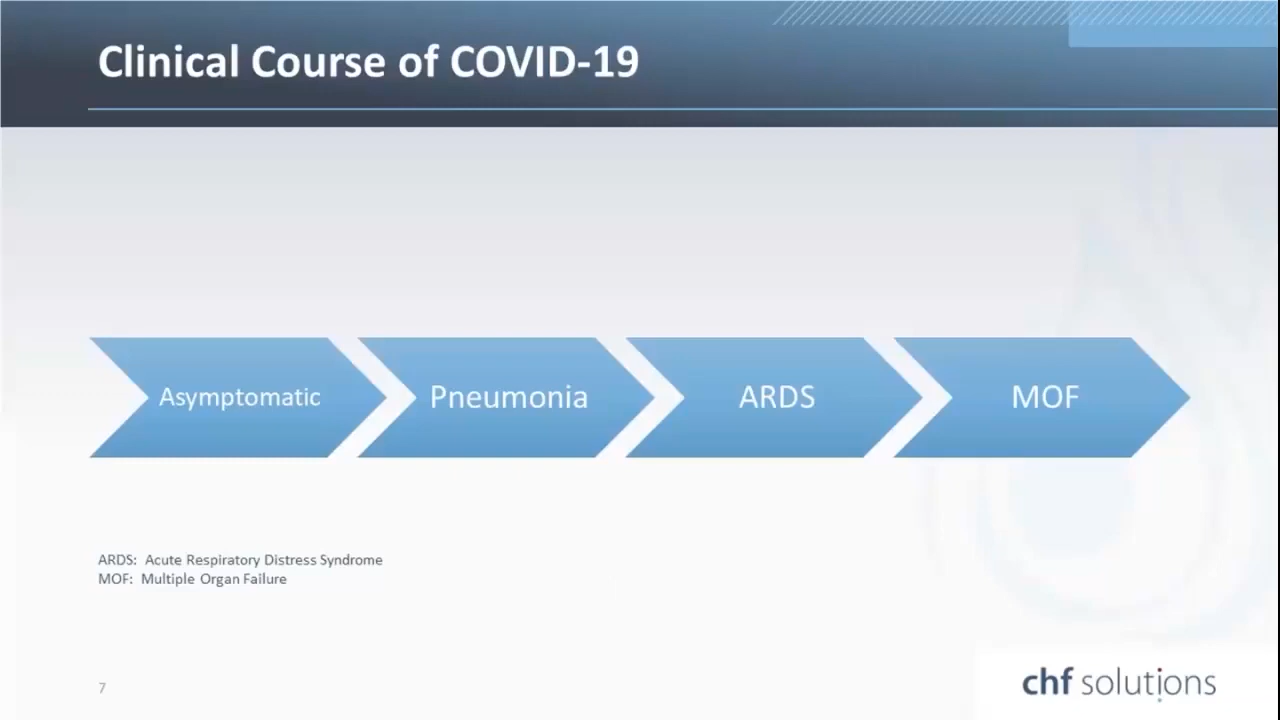 Clinical Course of COVID-19
Asymptomatic
Pneumonia
ARDS
MOF
ARDS: Acute Respiratory Distress Syndrome
MOF: Multiple Organ Failure
7
chf solutions